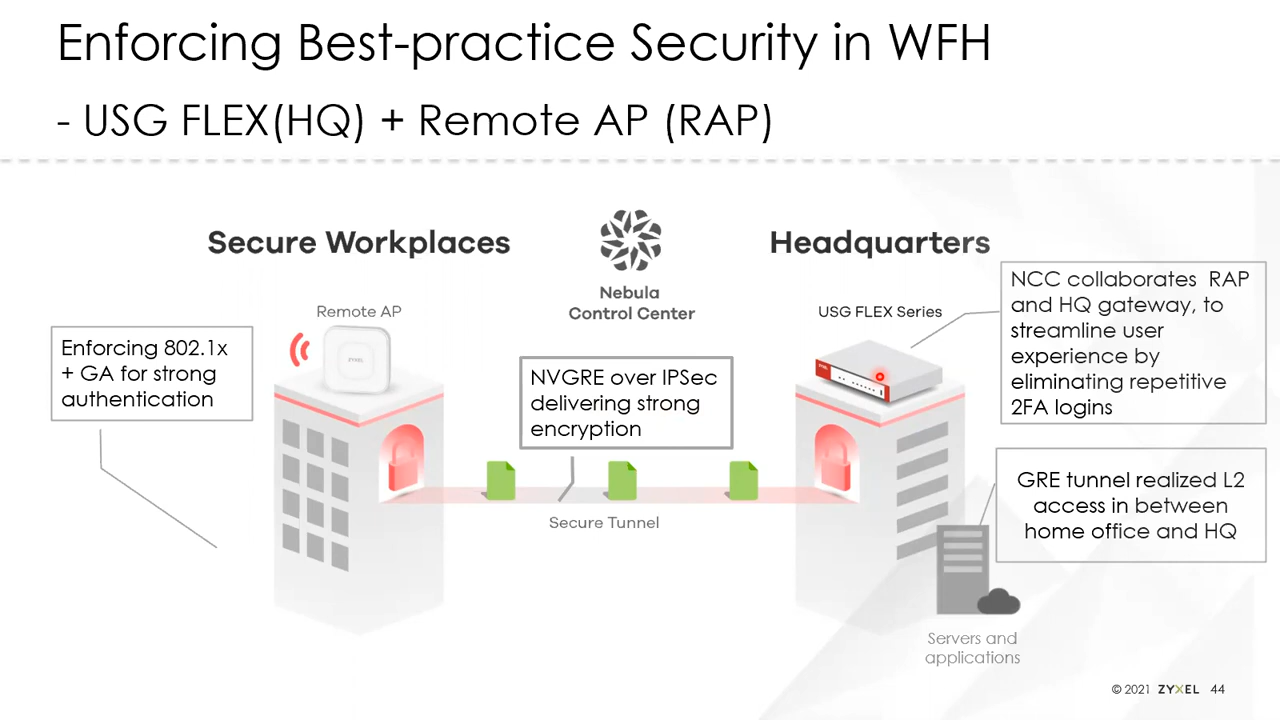 Enforcing Best-practice Security in WFH
- USG FLEX(HQ) + Remote AP (RAP)
Secure Workplaces
Nebula
Control Center
Headquarters
Remote AP
USG FLEX Series
Enforcing 802.1x
+ GA for strong
authentication
ZYXEL
NVGRE over IPSec
delivering strong
encryption
Secure Tunnel
ZYXEL
NCC collaborates  RAP
and HQ gateway, to
streamline user
experience by
eliminating repetitive
2FA logins
GRE tunnel realized L2
access in between
home office and HQ
Servers and
applications
© 2021 ZYXEL 44